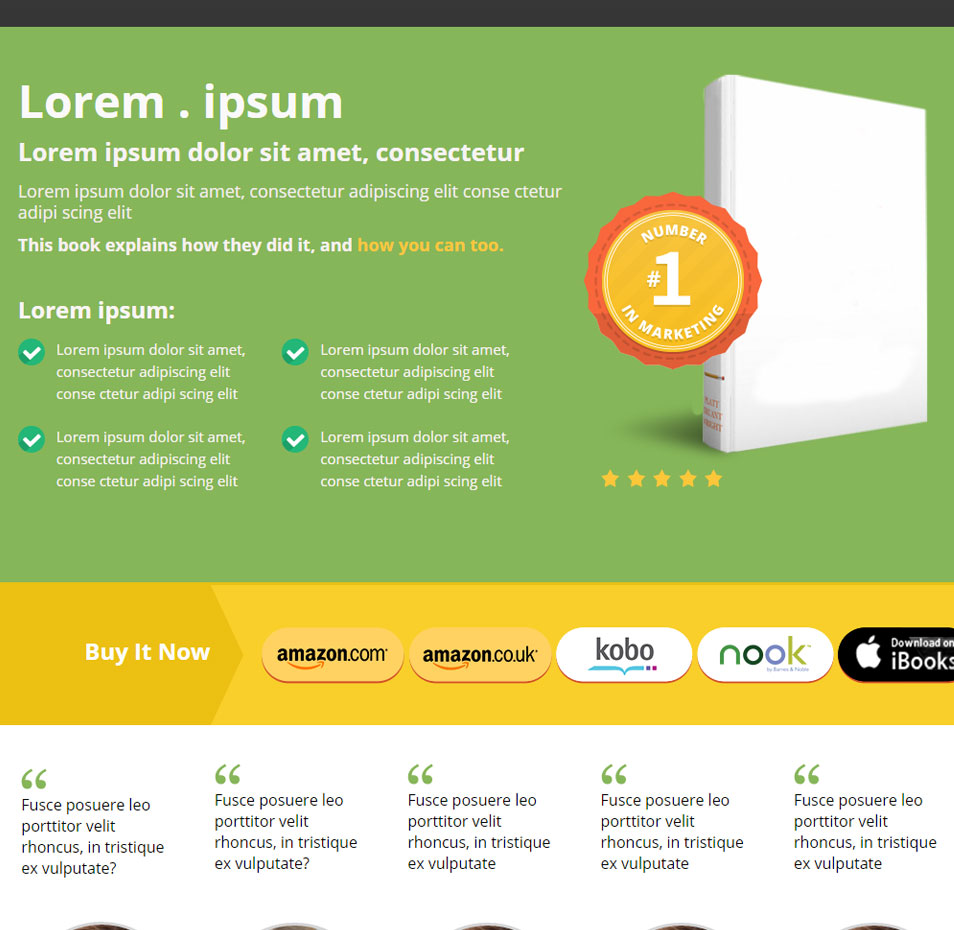 Lorem . ipsum
Lorem ipsum dolor sit amet, consectetur
Lorem ipsum dolor sit amet, consectetur adipiscing elit conse ctetur
adipi scing elit
This book explains how they did it, and how you can too.
NUMBER
#1
IN MARKETING
Lorem ipsum:
Lorem ipsum dolor sit amet,
consectetur adipiscing elit
conse ctetur adipi scing elit
Lorem ipsum dolor sit amet,
consectetur adipiscing elit
conse ctetur adipi scing elit
Lorem ipsum dolor sit amet,
consectetur adipiscing elit
conse ctetur adipi scing elit
Lorem ipsum dolor sit amet,
consectetur adipiscing elit
conse ctetur adipi scing elit
Buy It Now
amazon.com
amazon.co.uk
kobo
nook™
by Barnes & Noble
Download on
iBooks
“
Fusce posuere leo
porttitor velit
rhoncus, in tristique
ex vulputate?
“
Fusce posuere leo
porttitor velit
rhoncus, in tristique
ex vulputate?
“
Fusce posuere leo
porttitor velit
rhoncus, in tristique
ex vulputate
“
Fusce posuere leo
porttitor velit
rhoncus, in tristique
ex vulputate
“
Fusce posuere leo
porttitor velit
rhoncus, in tristique
ex vulputate